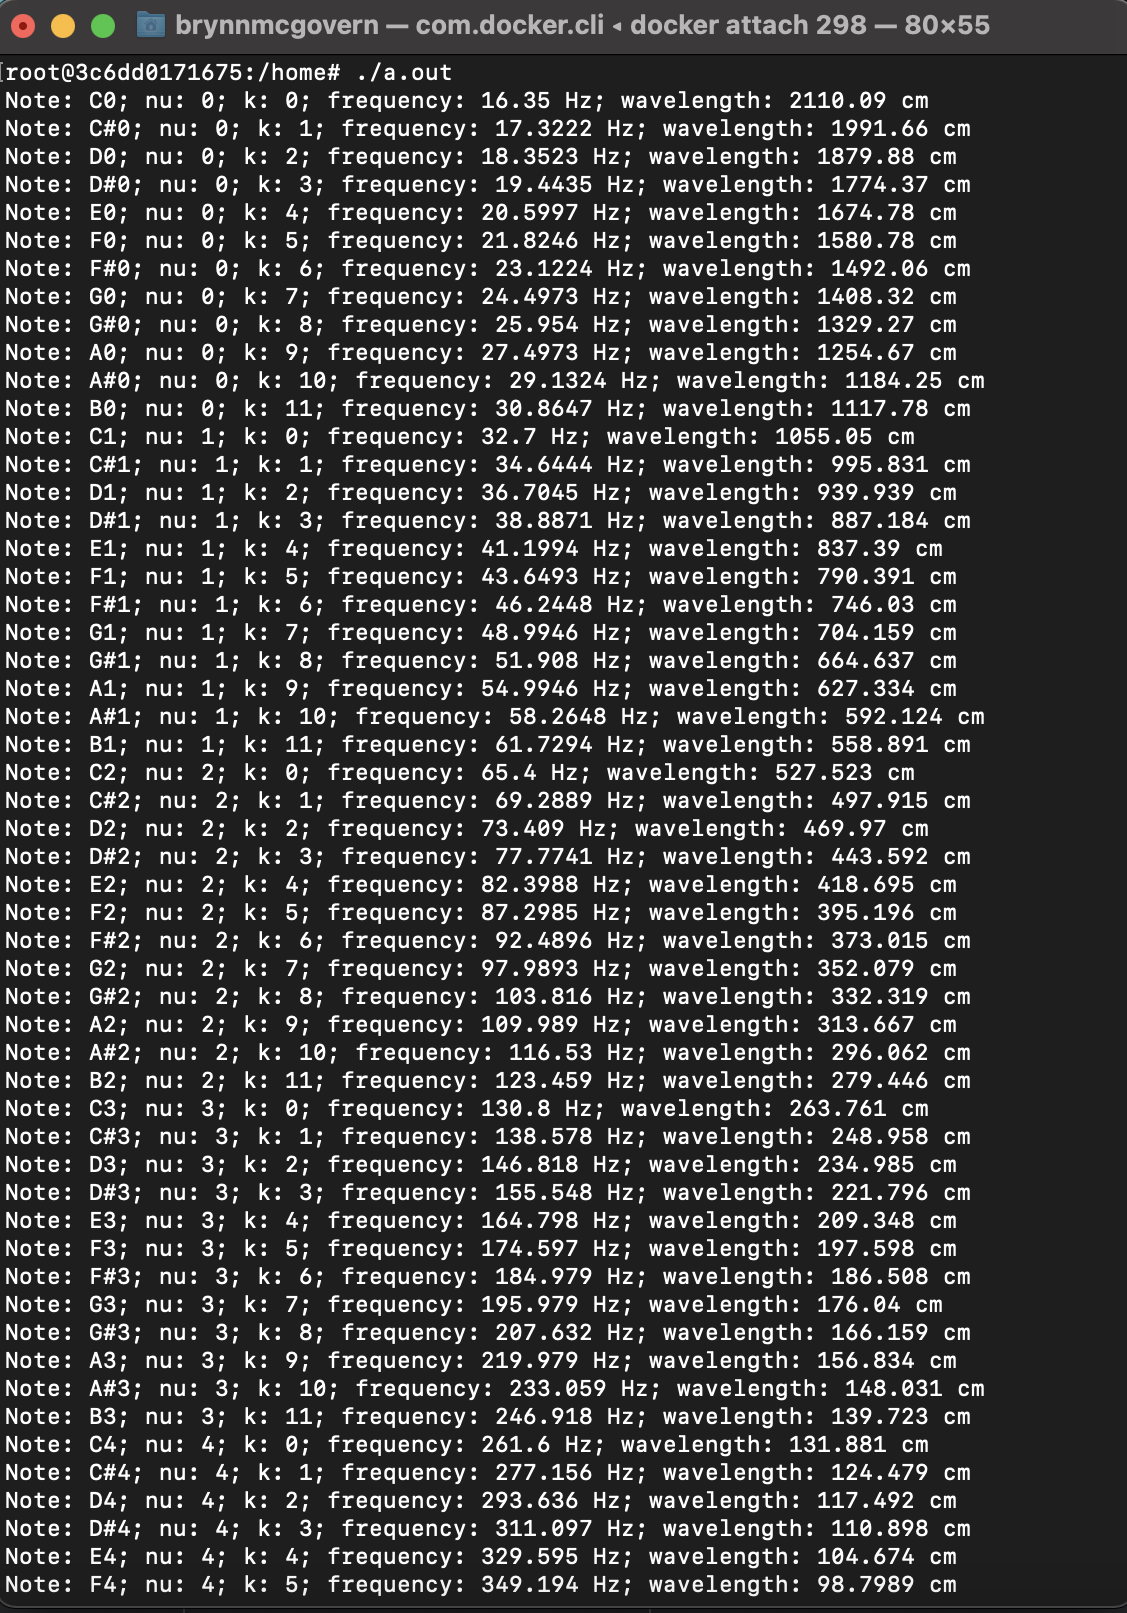 brynnmcgovern — com.docker.cli ◂ docker attach 298 — 80×55
[root@3c6dd0171675:/home# ./a.out
Note: C0; nu: 0; k: 0; frequency: 16.35 Hz; wavelength: 2110.09 cm
Note: C#0; nu: 0; k: 1; frequency: 17.3222 Hz; wavelength: 1991.66 cm
Note: D0; nu: 0; k: 2; frequency: 18.3523 Hz; wavelength: 1879.88 cm
Note: D#0; nu: 0; k: 3; frequency: 19.4435 Hz; wavelength: 1774.37 cm
Note: E0; nu: 0; k: 4; frequency: 20.5997 Hz; wavelength: 1674.78 cm
Note: F0; nu: 0; k: 5; frequency: 21.8246 Hz; wavelength: 1580.78 cm
Note: F#0; nu: 0; k: 6; frequency: 23.1224 Hz; wavelength: 1492.06 cm
Note: G0; nu: 0; k: 7; frequency: 24.4973 Hz; wavelength: 1408.32 cm
Note: G#0; nu: 0; k: 8; frequency: 25.954 Hz; wavelength: 1329.27 cm
Note: A0; nu: 0; k: 9; frequency: 27.4973 Hz; wavelength: 1254.67 cm
Note: A#0; nu: 0; k: 10; frequency: 29.1324 Hz; wavelength: 1184.25 cm
Note: B0; nu: 0; k: 11; frequency: 30.8647 Hz; wavelength: 1117.78 cm
Note: C1; nu: 1; k: 0; frequency: 32.7 Hz; wavelength: 1055.05 cm
Note: C#1; nu: 1; k: 1; frequency: 34.6444 Hz; wavelength: 995.831 cm
Note: D1; nu: 1; k: 2; frequency: 36.7045 Hz; wavelength: 939.939 cm
Note: D#1; nu: 1; k: 3; frequency: 38.8871 Hz; wavelength: 887.184 cm
Note: E1; nu: 1; k: 4; frequency: 41.1994 Hz; wavelength: 837.39 cm
Note: F1; nu: 1; k: 5; frequency: 43.6493 Hz; wavelength: 790.391 cm
Note: F#1; nu: 1; k: 6; frequency: 46.2448 Hz; wavelength: 746.03 cm
Note: G1; nu: 1; k: 7; frequency: 48.9946 Hz; wavelength: 704.159 cm
Note: G#1; nu: 1; k: 8; frequency: 51.908 Hz; wavelength: 664.637 cm
Note: A1; nu: 1; k: 9; frequency: 54.9946 Hz; wavelength: 627.334 cm
Note: A#1; nu: 1; k: 10; frequency: 58.2648 Hz; wavelength: 592.124 cm
Note: B1; nu: 1; k: 11; frequency: 61.7294 Hz; wavelength: 558.891 cm
Note: C2; nu: 2; k: 0; frequency: 65.4 Hz; wavelength: 527.523 cm
Note: C#2; nu: 2; k: 1; frequency: 69.2889 Hz; wavelength: 497.915 cm
Note: D2; nu: 2; k: 2; frequency: 73.409 Hz; wavelength: 469.97 cm
Note: D#2; nu: 2; k: 3; frequency: 77.7741 Hz; wavelength: 443.592 cm
Note: E2; nu: 2; k: 4; frequency: 82.3988 Hz; wavelength: 418.695 cm
Note: F2; nu: 2; k: 5; frequency: 87.2985 Hz; wavelength: 395.196 cm
Note: F#2; nu: 2; k: 6; frequency: 92.4896 Hz; wavelength: 373.015 cm
Note: G2; nu: 2; k: 7; frequency: 97.9893 Hz; wavelength: 352.079 cm
Note: G#2; nu: 2; k: 8; frequency: 103.816 Hz; wavelength: 332.319 cm
Note: A2; nu: 2; k: 9; frequency: 109.989 Hz; wavelength: 313.667 cm
Note: A#2; nu: 2; k: 10; frequency: 116.53 Hz; wavelength: 296.062 cm
Note: B2; nu: 2; k: 11; frequency: 123.459 Hz; wavelength: 279.446 cm
Note: C3; nu: 3; k: 0; frequency: 130.8 Hz; wavelength: 263.761 cm
Note: C#3; nu: 3; k: 1; frequency: 138.578 Hz; wavelength: 248.958 cm
Note: D3; nu: 3; k: 2; frequency: 146.818 Hz; wavelength: 234.985 cm
Note: D#3; nu: 3; k: 3; frequency: 155.548 Hz; wavelength: 221.796 cm
Note: E3; nu: 3; k: 4; frequency: 164.798 Hz; wavelength: 209.348 cm
Note: F3; nu: 3; k: 5; frequency: 174.597 Hz; wavelength: 197.598 cm
Note: F#3; nu: 3; k: 6; frequency: 184.979 Hz; wavelength: 186.508 cm
Note: G3; nu: 3; k: 7; frequency: 195.979 Hz; wavelength: 176.04 cm
Note: G#3; nu: 3; k: 8; frequency: 207.632 Hz; wavelength: 166.159 cm
Note: A3; nu: 3; k: 9; frequency: 219.979 Hz; wavelength: 156.834 cm
Note: A#3; nu: 3; k: 10; frequency: 233.059 Hz; wavelength: 148.031 cm
Note: B3; nu: 3; k: 11; frequency: 246.918 Hz; wavelength: 139.723 cm
Note: C4; nu: 4; k: 0; frequency: 261.6 Hz; wavelength: 131.881 cm
Note: C#4; nu: 4; k: 1; frequency: 277.156 Hz; wavelength: 124.479 cm
Note: D4; nu: 4; k: 2; frequency: 293.636 Hz; wavelength: 117.492 cm
Note: D#4; nu: 4; k: 3; frequency: 311.097 Hz; wavelength: 110.898 cm
Note: E4; nu: 4; k: 4; frequency: 329.595 Hz; wavelength: 104.674 cm
Note: F4; nu: 4; k: 5; frequency: 349.194 Hz; wavelength: 98.7989 cm